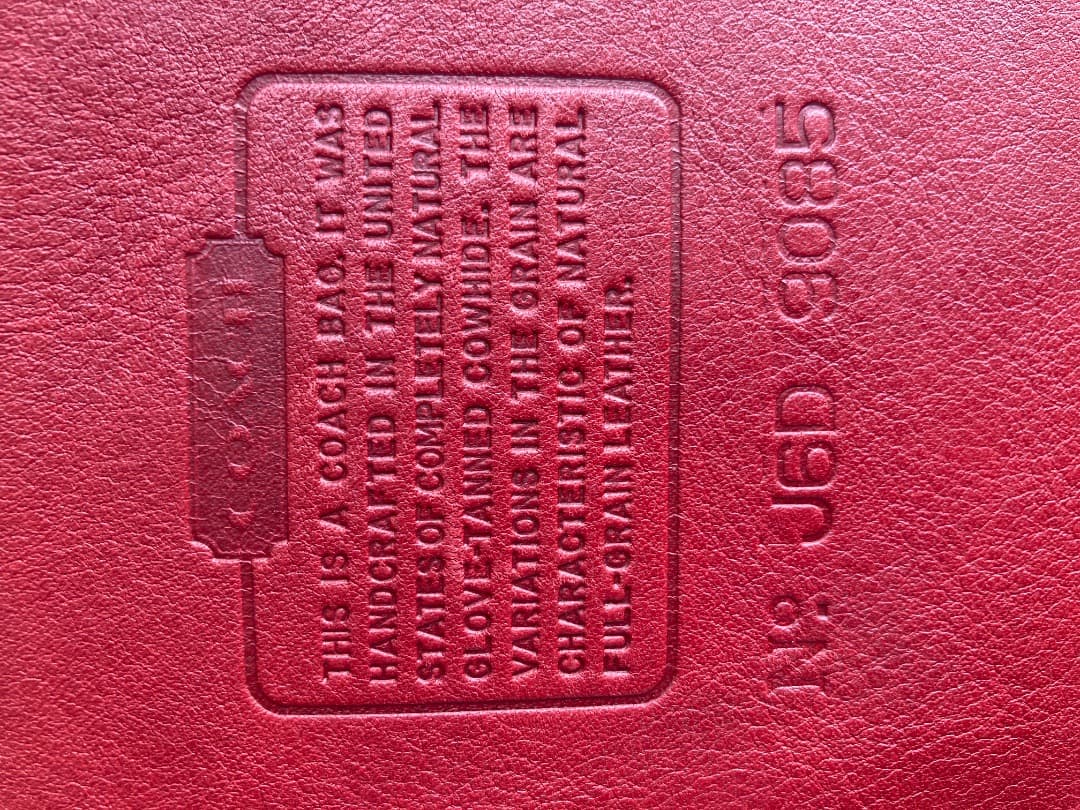 COACH
THIS IS A COACH BAG. IT WAS
HANDCRAFTED IN THE UNITED
STATES OF COMPLETELY NATURAL
GLOVE-TANNED COWHIDE. THE
VARIATIONS IN THE GRAIN ARE
CHARACTERISTIC OF NATURAL
FULL-GRAIN LEATHER.
Nº J6D 9085